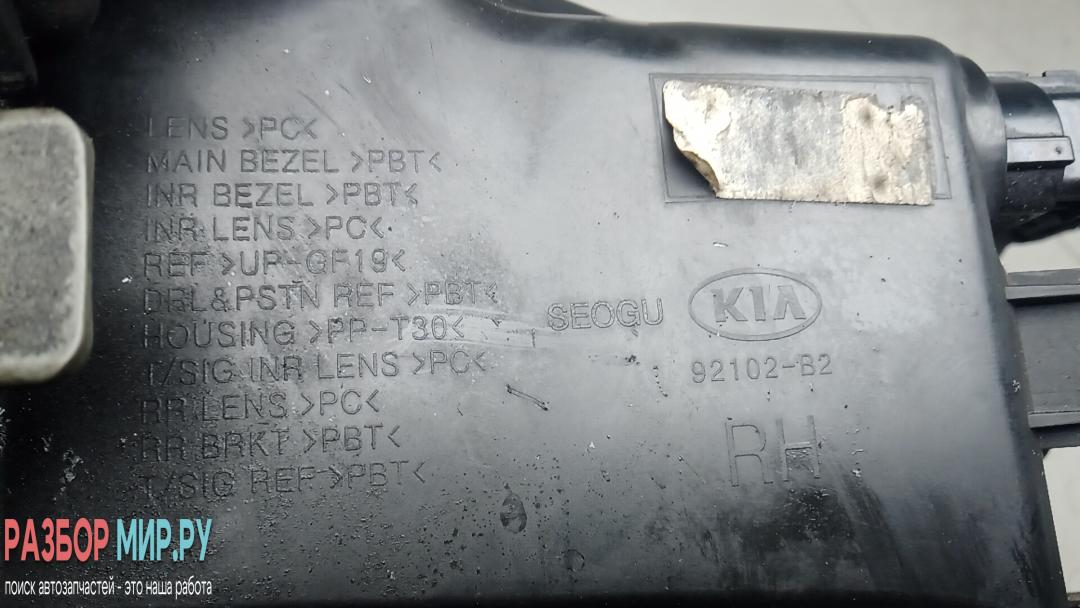 LENS >PC<
MAIN BEZEL >PBT<
INR BEZEL >PBT<
INR LENS >PC<
REF >UP-GF19<
DRL&PSTN REF >PBT<
HOUSING >PP-T30<
T/SIG INR LENS >PC<
RR LENS >PC<
RR BRKT >PBT<
T/SIG REF >PBT<
SEOGU
KIA
92102-B2
RH
РАЗБОР МИР.РУ
поиск автозапчастей - это наша работа